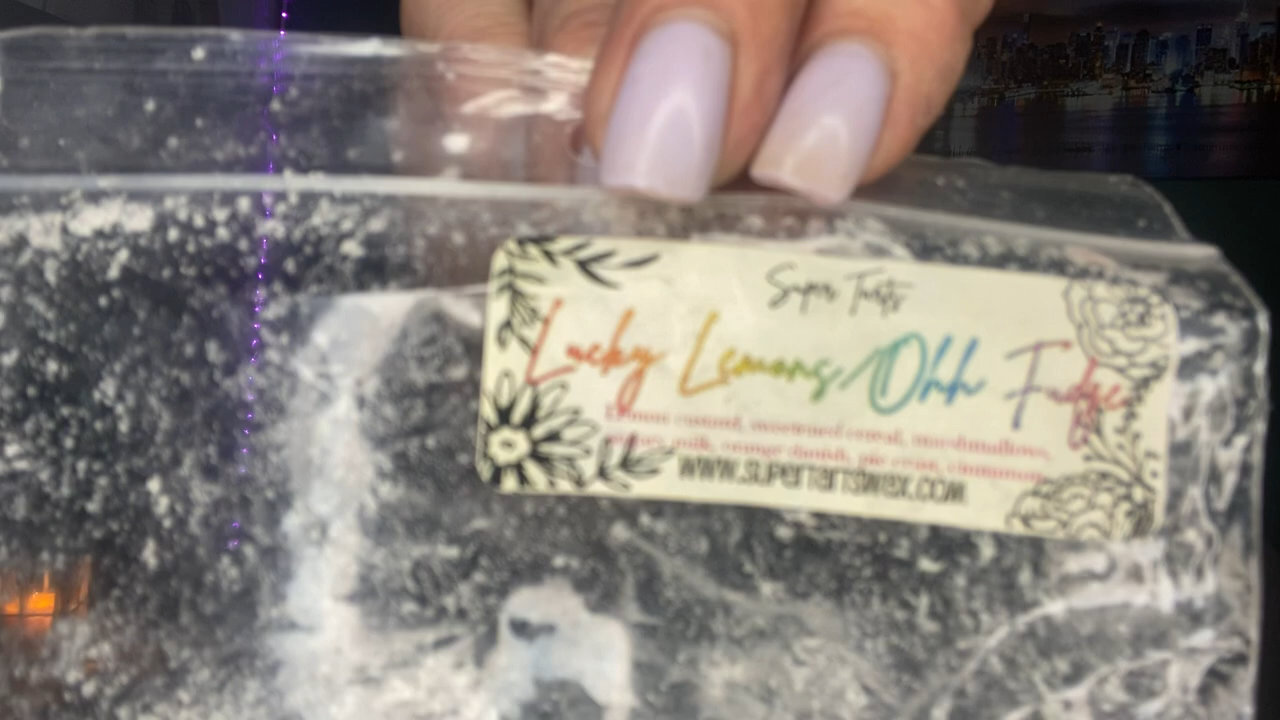 Super Tarts
Lucky Lemons Ohh Fudge
Lemon custard, sweetened cereal, marshmallows,
milk, orange danish, pie crust, cinnamon
www.supertartswax.com